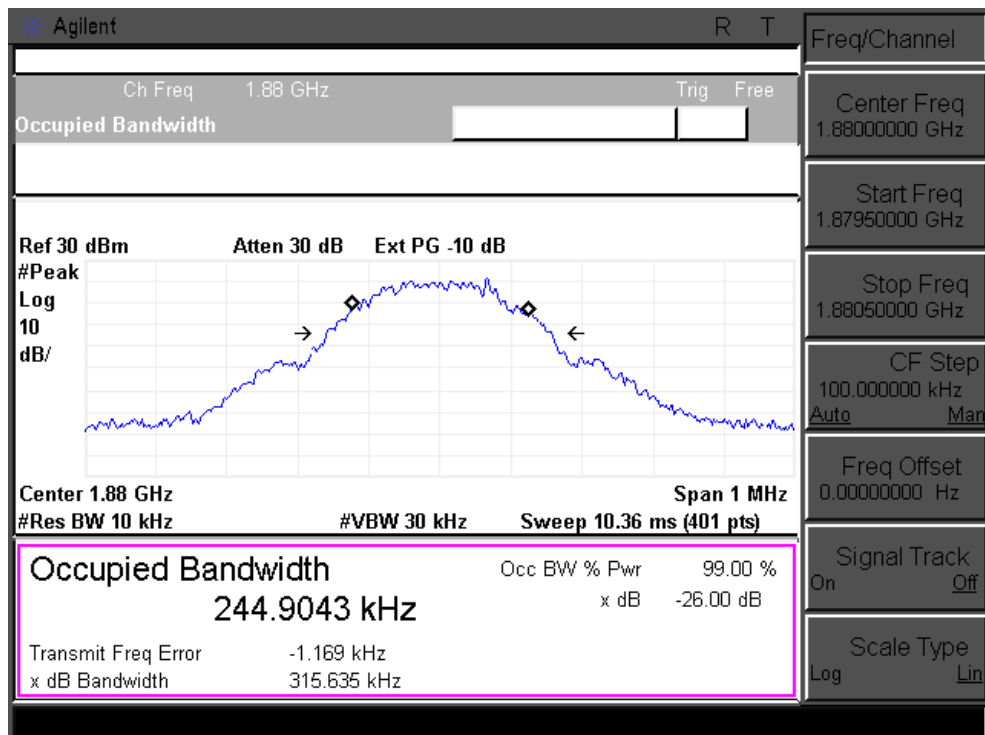 Agilent R T
Ch Freq 1.88 GHz Trig Free
Occupied Bandwidth
Ref 30 dBm Atten 30 dB Ext PG -10 dB
#Peak
Log
10
dB/
Center 1.88 GHz Span 1 MHz
#Res BW 10 kHz #VBW 30 kHz Sweep 10.36 ms (401 pts)
Occupied Bandwidth
244.9043 kHz
Occ BW % Pwr 99.00 %
x dB -26.00 dB
Transmit Freq Error -1.169 kHz
x dB Bandwidth 315.635 kHz
Freq/Channel
Center Freq
1.88000000 GHz
Start Freq
1.87950000 GHz
Stop Freq
1.88050000 GHz
CF Step
100.000000 kHz
Auto Man
Freq Offset
0.00000000 Hz
Signal Track
On Off
Scale Type
Log Lin